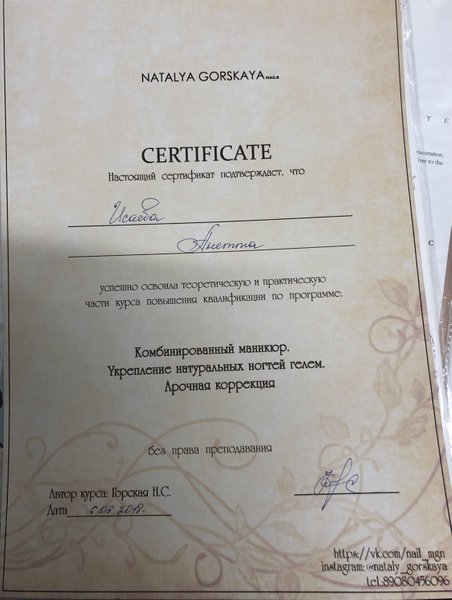 NATALYA GORSKAYA NAILS
CERTIFICATE
Настоящий сертификат подтверждает, что
Исаева
Анетта
успешно освоила теоретическую и практическую
части курса повышения квалификации по программе:
Комбинированный маникюр.
Укрепление натуральных ногтей гелем.
Арочная коррекция
без права преподавания
Автор курса: Горская Н.С.
Дата 6.08.2018.
https://vk.com/nail_mgn
instagram:@nataly_gorskaya
tel.89080456096
T E
C